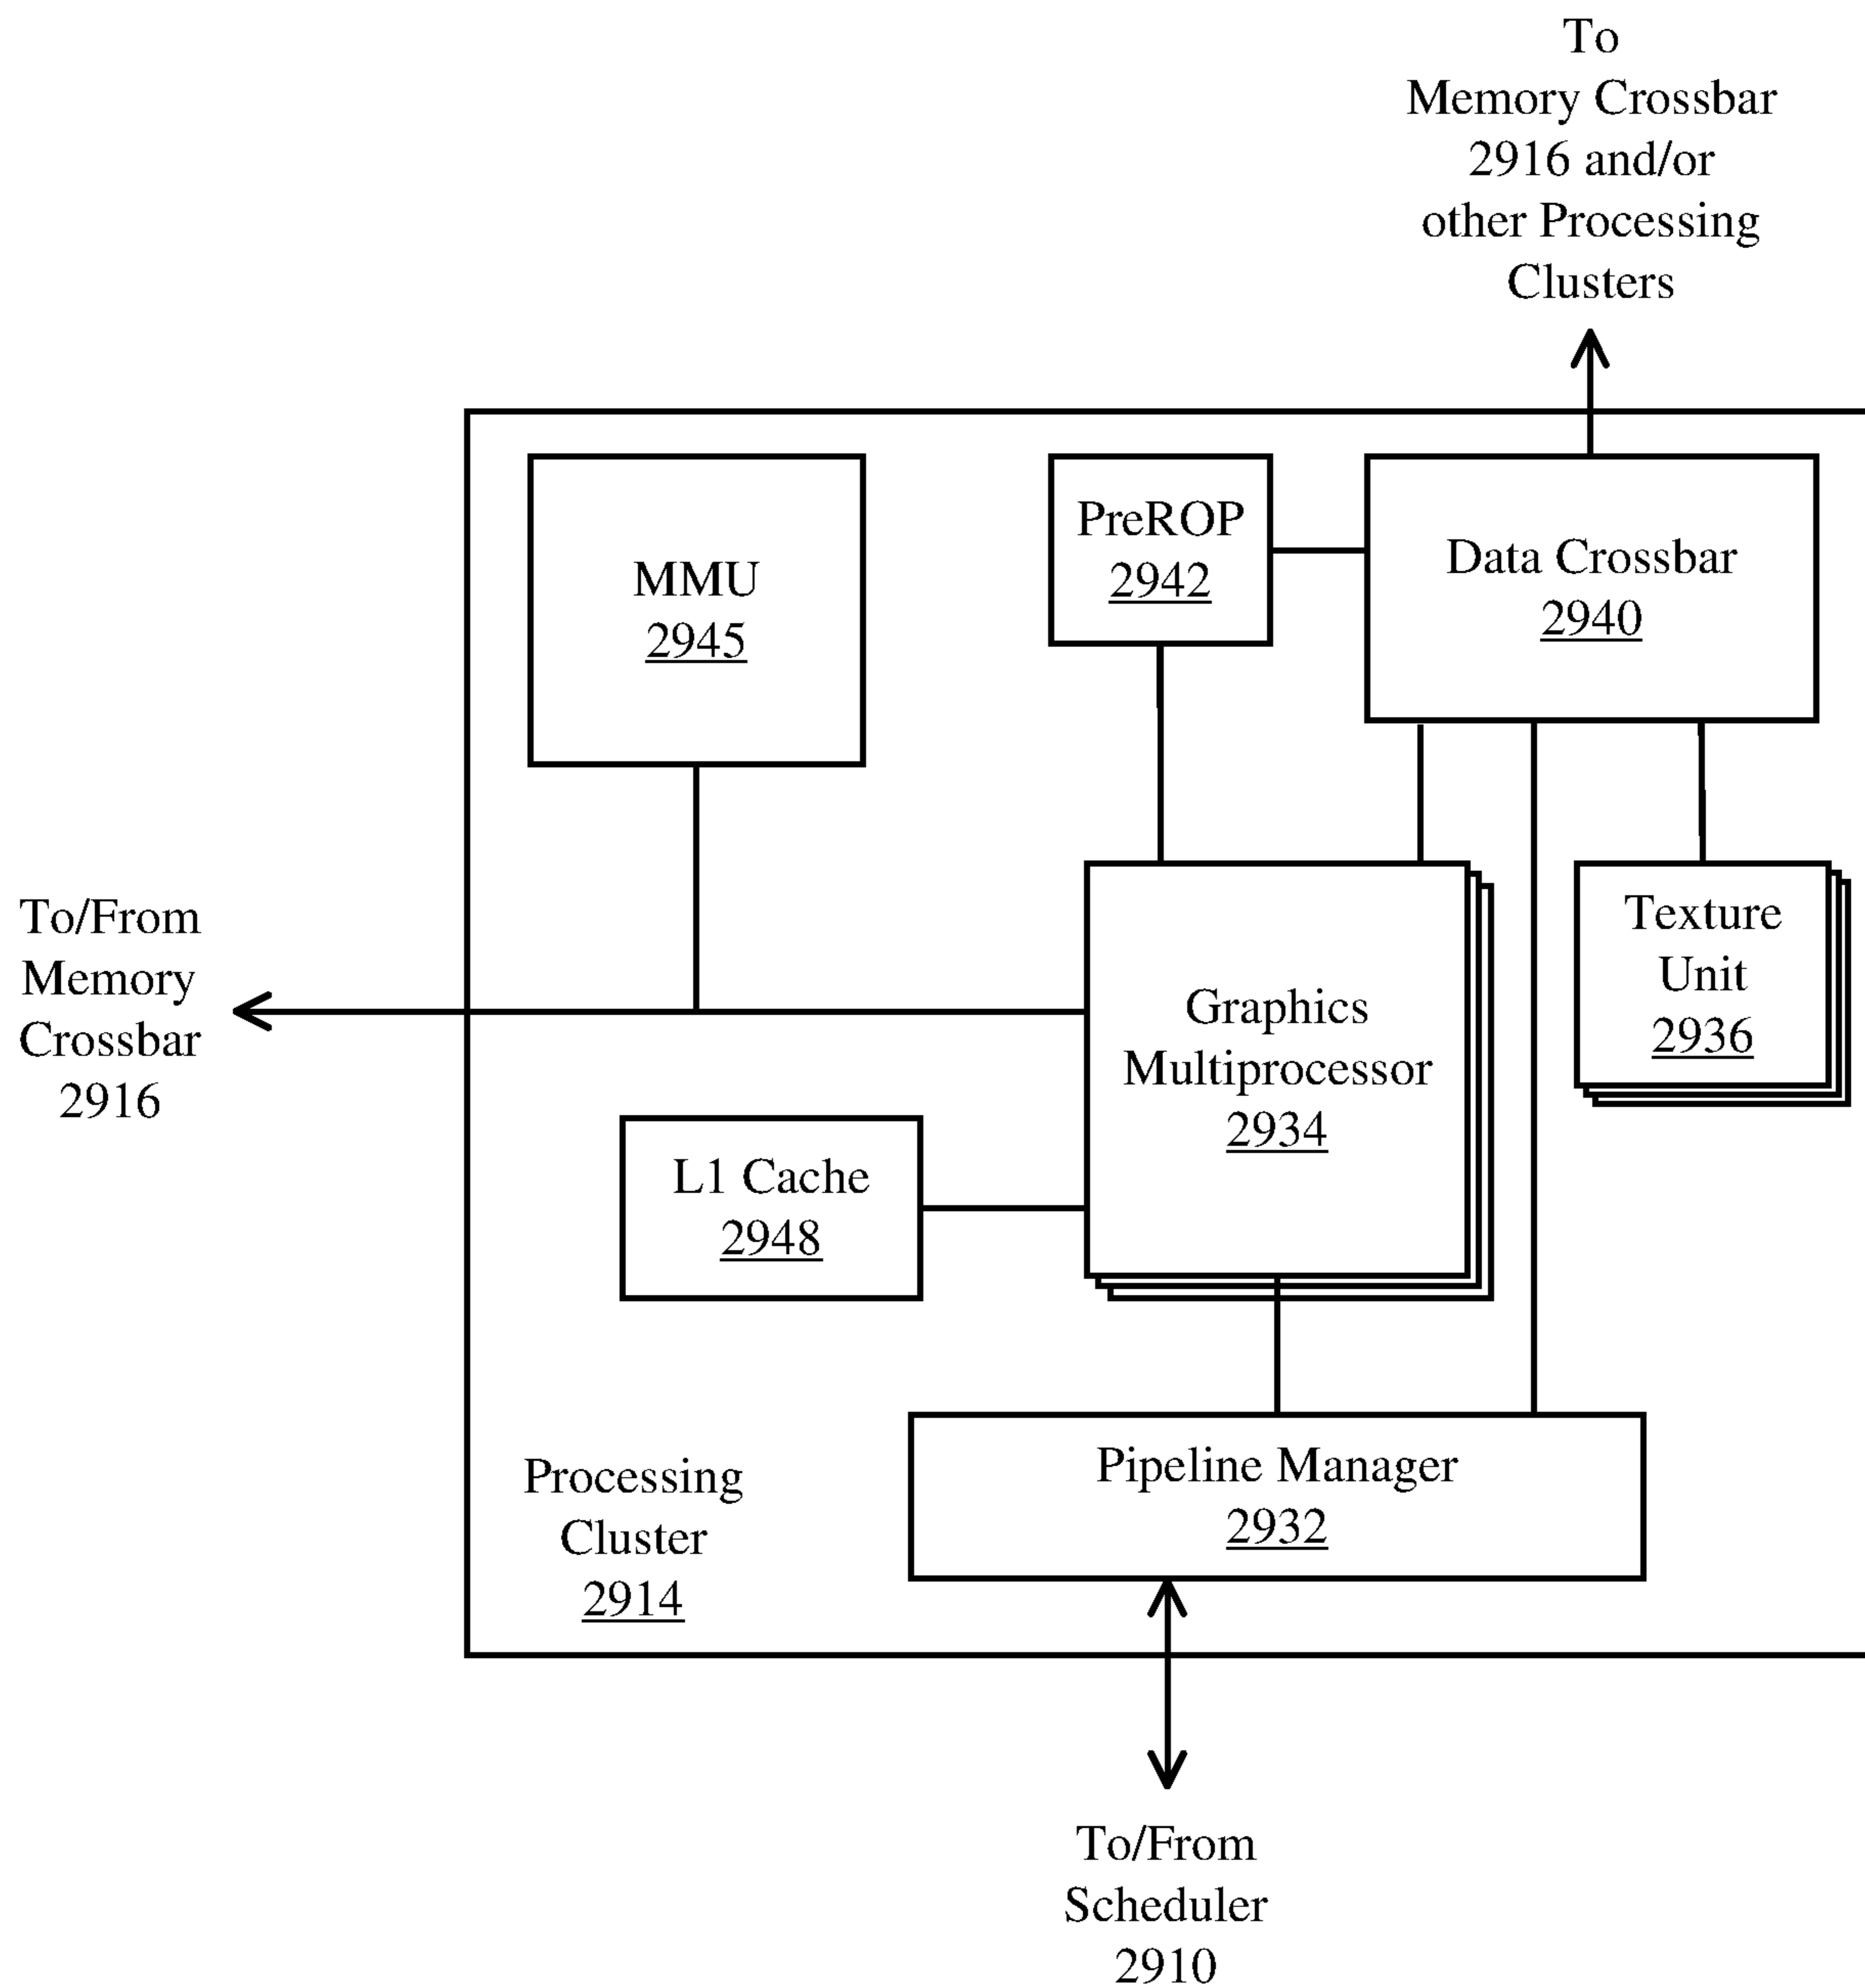 To
Memory Crossbar
2916 and/or
other Processing
Clusters
MMU
2945
PreROP
2942
Data Crossbar
2940
To/From
Memory
Crossbar
2916
Graphics
Multiprocessor
2934
Texture
Unit
2936
L1 Cache
2948
Processing
Cluster
2914
Pipeline Manager
2932
To/From
Scheduler
2910